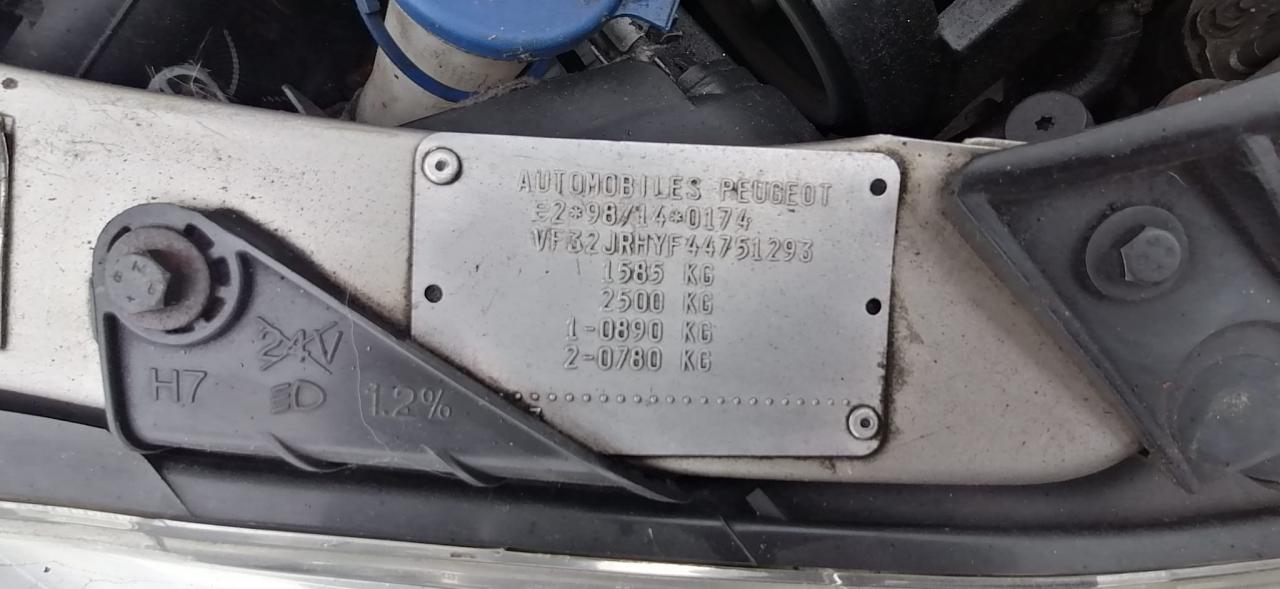 AUTOMOBILES PEUGEOT
E2*98/14*0174
VF32JRHYF44751293
1585 KG
2500 KG
1-0890 KG
2-0780 KG
24V
H7 1.2%